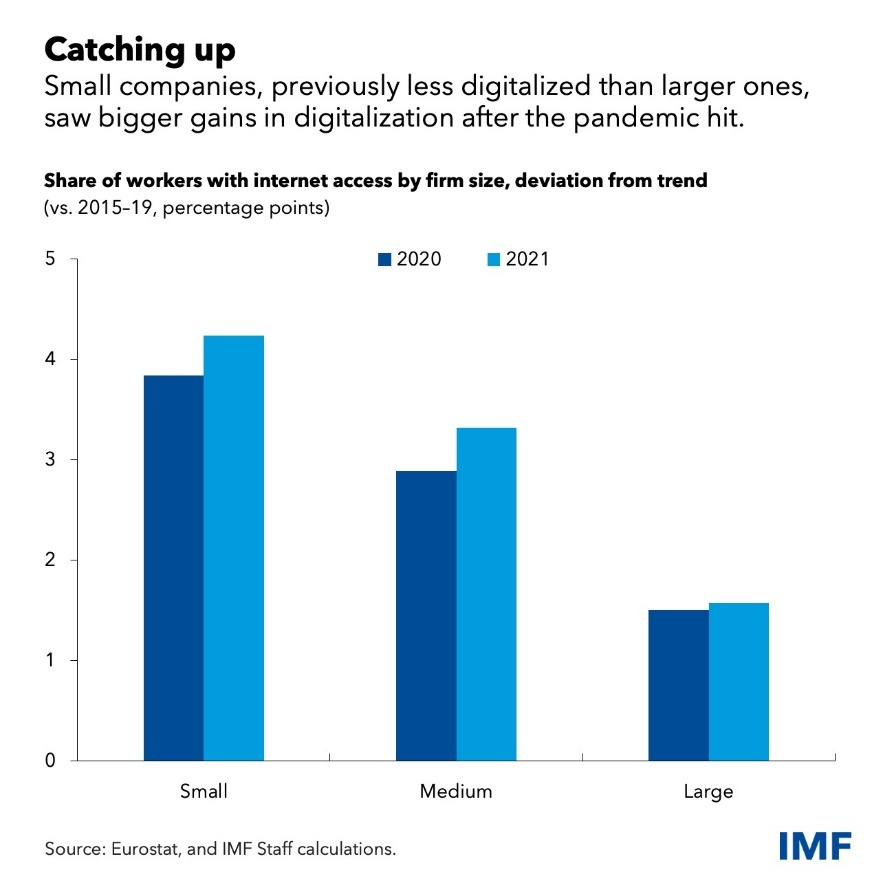 Catching up
Small companies, previously less digitalized than larger ones,
saw bigger gains in digitalization after the pandemic hit.
Share of workers with internet access by firm size, deviation from trend
(vs. 2015–19, percentage points)
2020 2021
5
4
3
2
1
0
Small Medium Large
Source: Eurostat, and IMF Staff calculations.
IMF